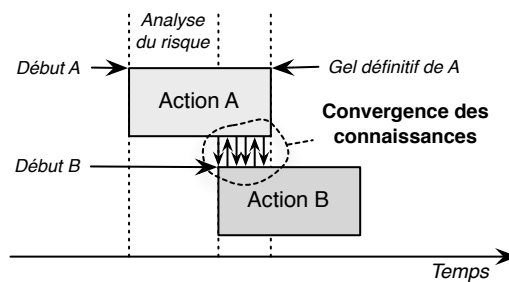 Analyse
du risque
Début A
Gel définitif de A
Action A
Convergence des
connaissances
Début B
Action B
Temps